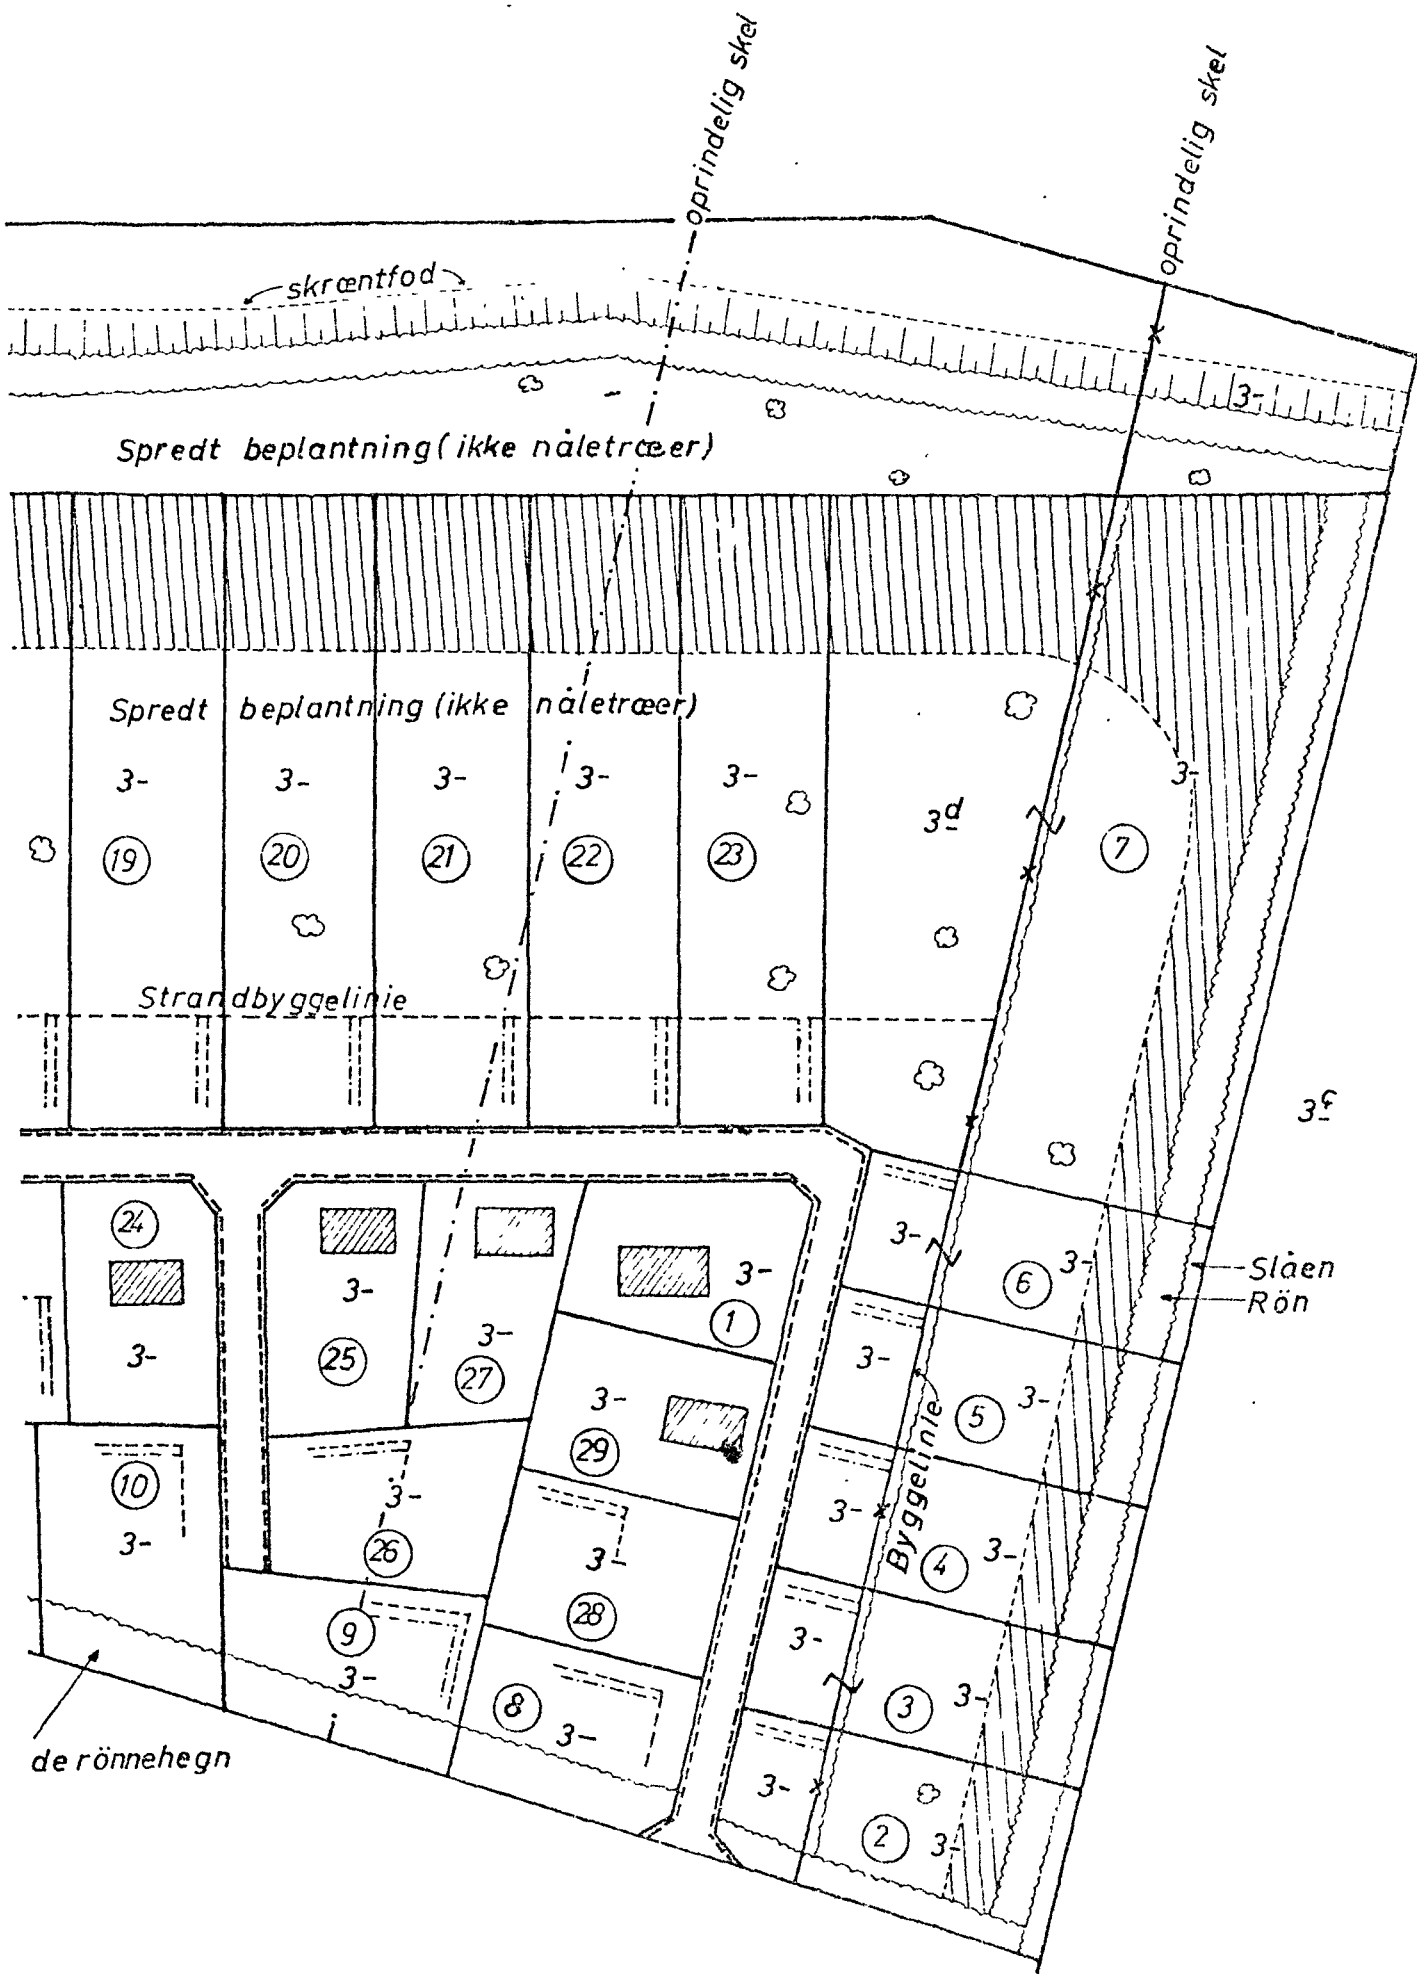 oprindelig skel
oprindelig skel
skræntfod
3-
Spredt beplantning (ikke nåletræer)
Spredt beplantning (ikke nåletræer)
3- 3- 3- 3- 3- 3-
3d
19 20 21 22 23 7
Strandbyggelinie
3c
24
3-
3-
3-
3-
Slåen
Rön
6
1
3-
3-
3-
25
27
3-
3-
29
5
Byggelinie
10
3-
3-
26
3-
3-
4
3-
28
9
3-
3-
3-
3
8
3-
de rönnehegn
3-
2
3-